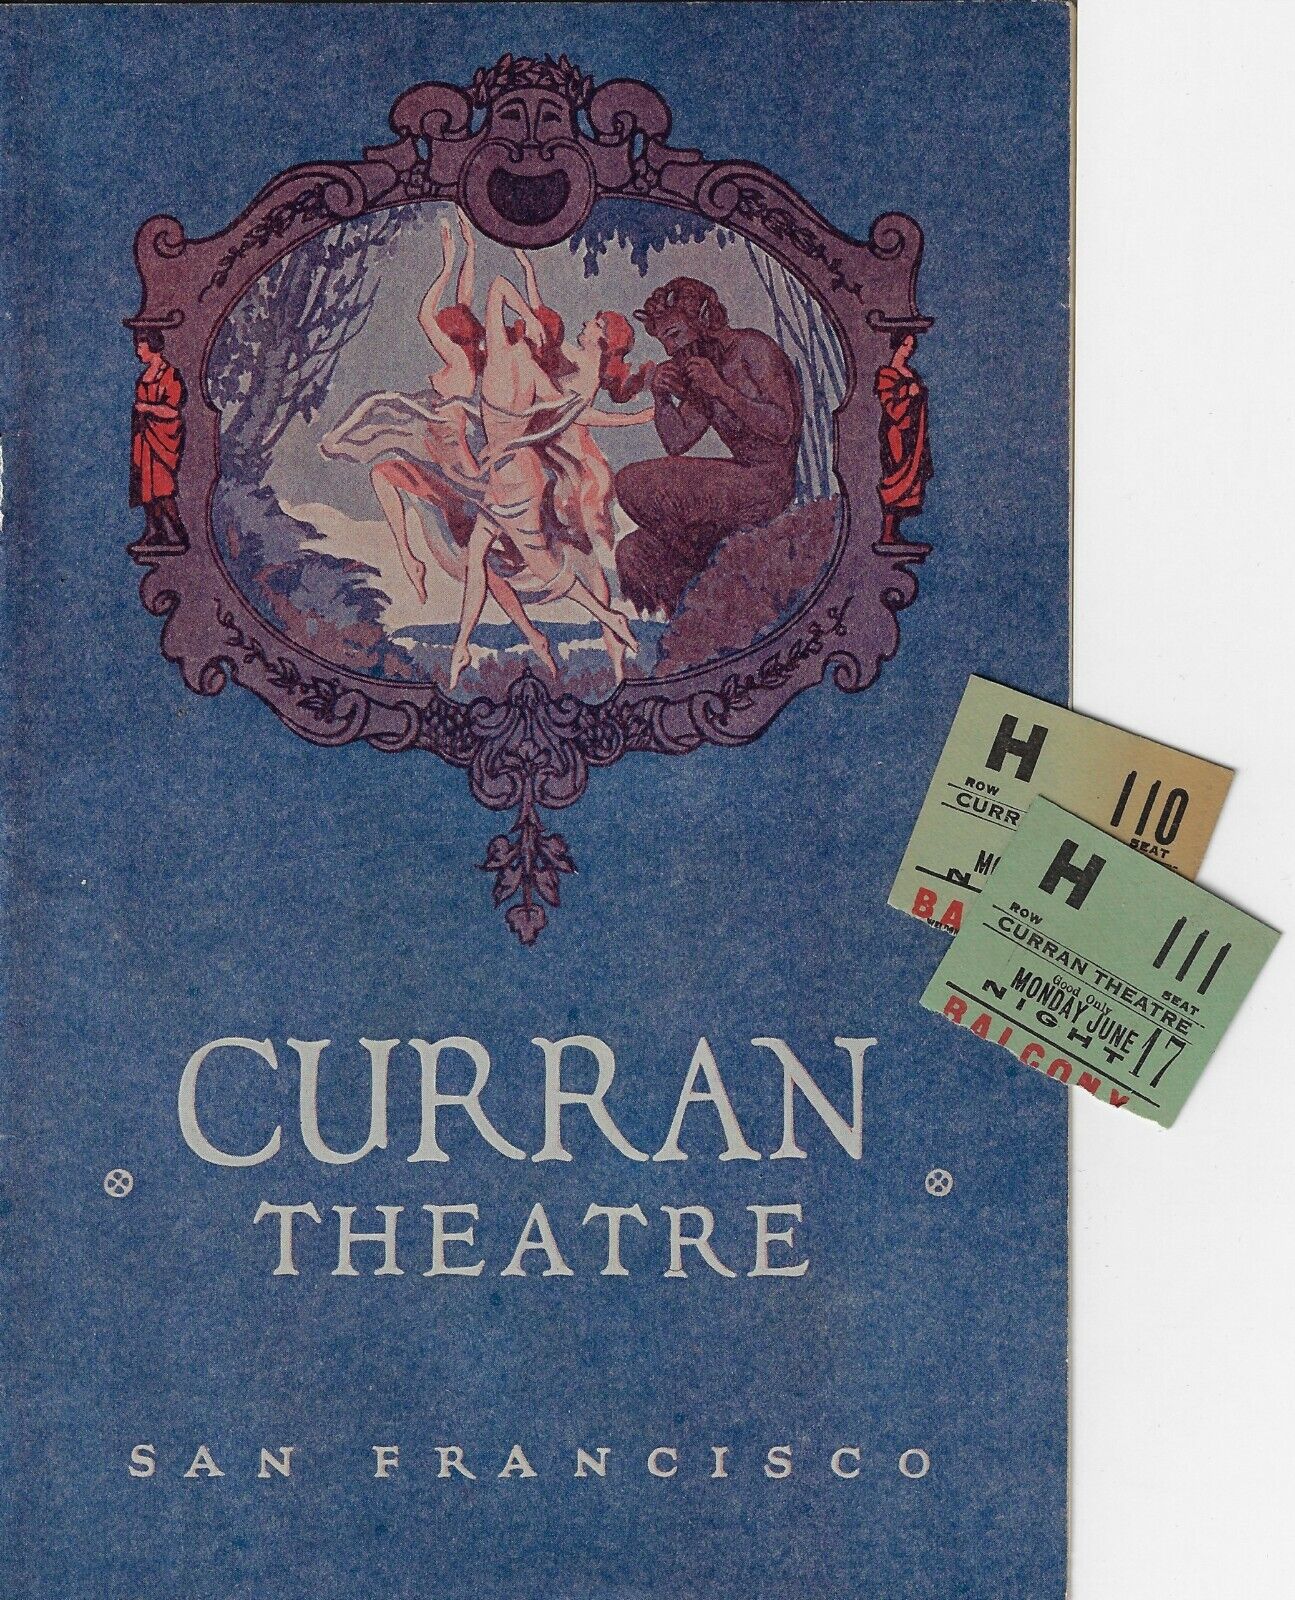 CURRAN
THEATRE
SAN FRANCISCO
H
ROW
110
SEAT
CURR
N
BA
H
ROW
111
SEAT
CURRAN THEATRE
Good Only
MONDAY JUNE 17
NIGHT
BALCONY